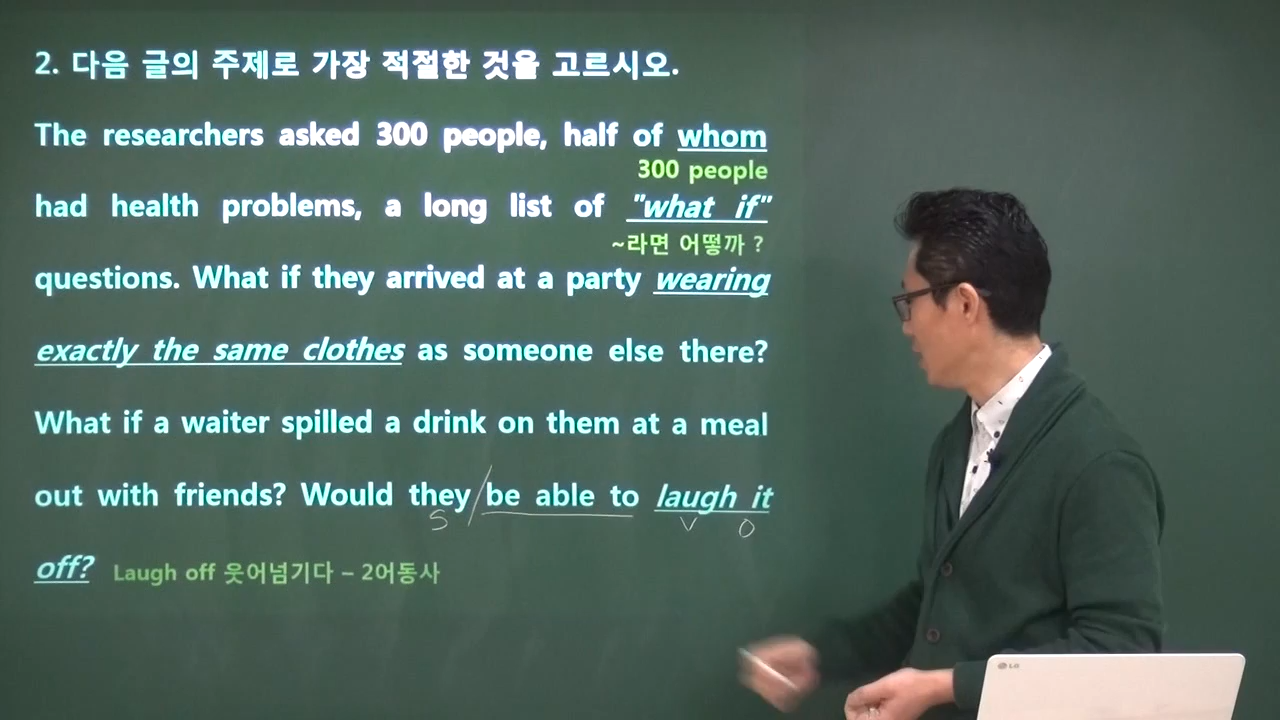 2. 다음 글의 주제로 가장 적절한 것을 고르시오.
The researchers asked 300 people, half of whom
300 people
had health problems, a long list of "what if"
~라면 어떻까 ?
questions. What if they arrived at a party wearing
exactly the same clothes as someone else there?
What if a waiter spilled a drink on them at a meal
out with friends? Would they / be able to laugh it
S V O
off? Laugh off 웃어넘기다 – 2어동사
LG